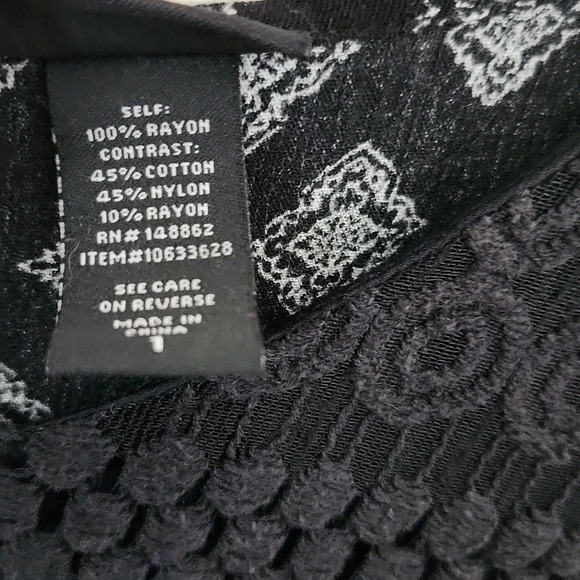 SELF:
100% RAYON
CONTRAST:
45% COTTON
45% NYLON
10% RAYON
RN# 148862
ITEM#10633628
SEE CARE
ON REVERSE
MADE IN
CHINA
1